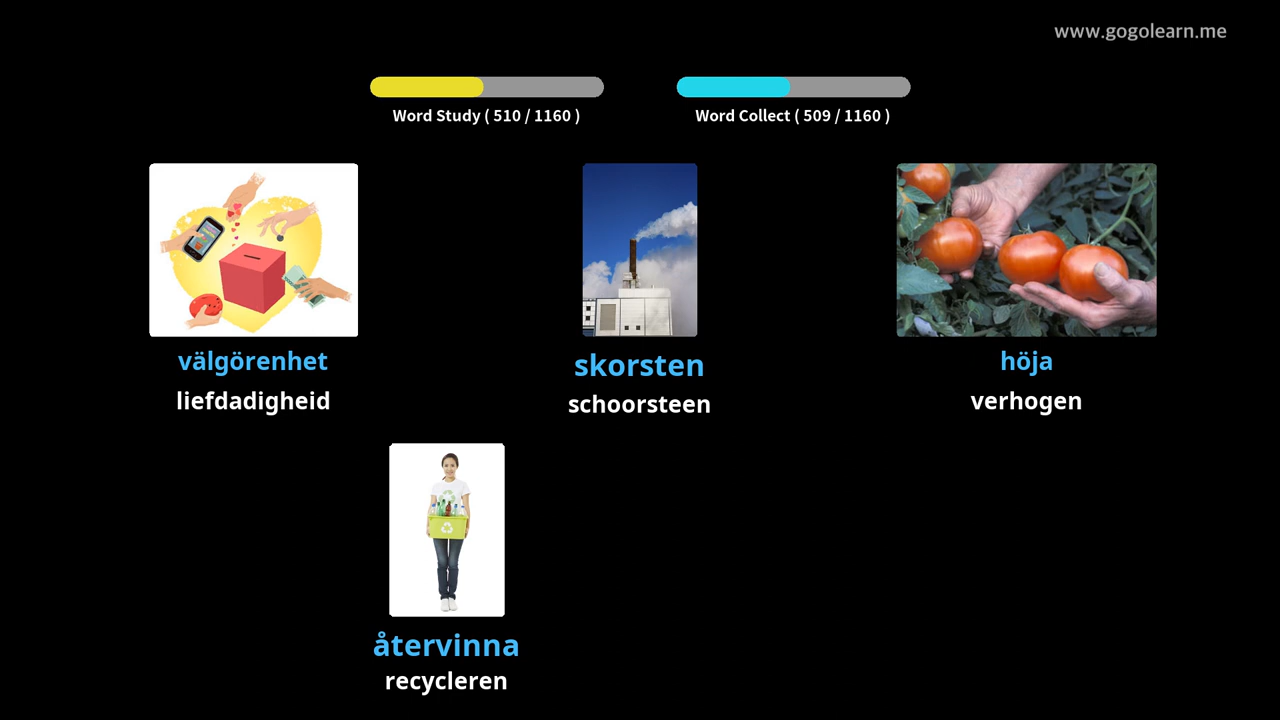 www.gogolearn.me
Word Study ( 510 / 1160 )
Word Collect ( 509 / 1160 )
välgörenhet
liefdadigheid
skorsten
schoorsteen
höja
verhogen
återvinna
recycleren